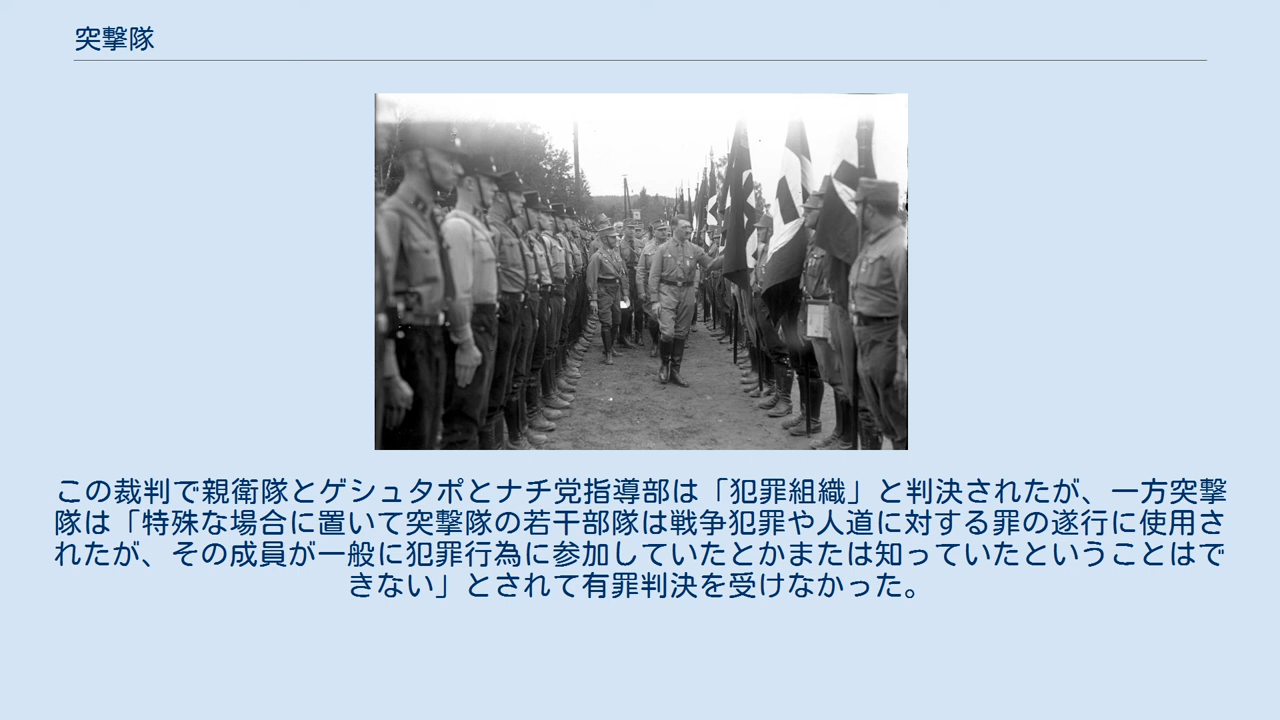 突撃隊
この裁判で親衛隊とゲシュタポとナチ党指導部は「犯罪組織」と判決されたが、一方突撃
隊は「特殊な場合に置いて突撃隊の若干部隊は戦争犯罪や人道に対する罪の遂行に使用さ
れたが、その成員が一般に犯罪行為に参加していたとかまたは知っていたということはで
きない」とされて有罪判決を受けなかった。